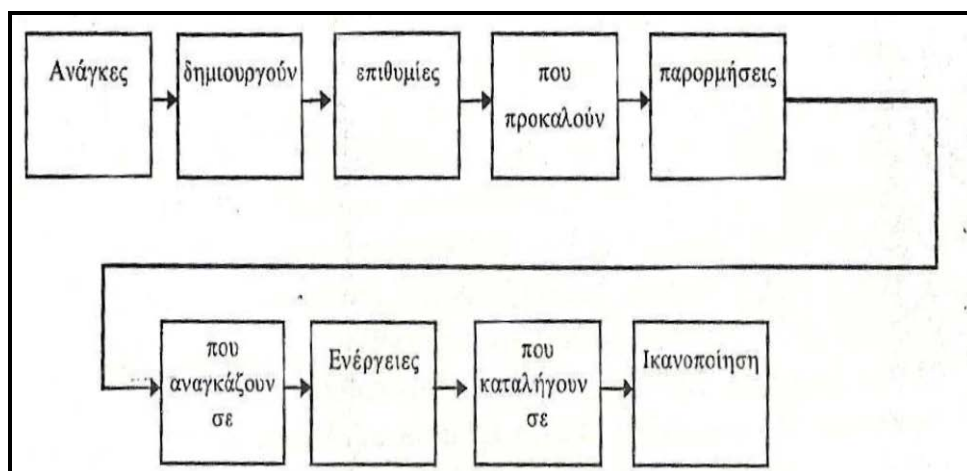 Ανάγκες
δημιουργούν
επιθυμίες
που
προκαλούν
παρορμήσεις
που
αναγκάζουν
σε
Ενέργειες
που
καταλήγουν
σε
Ικανοποίηση